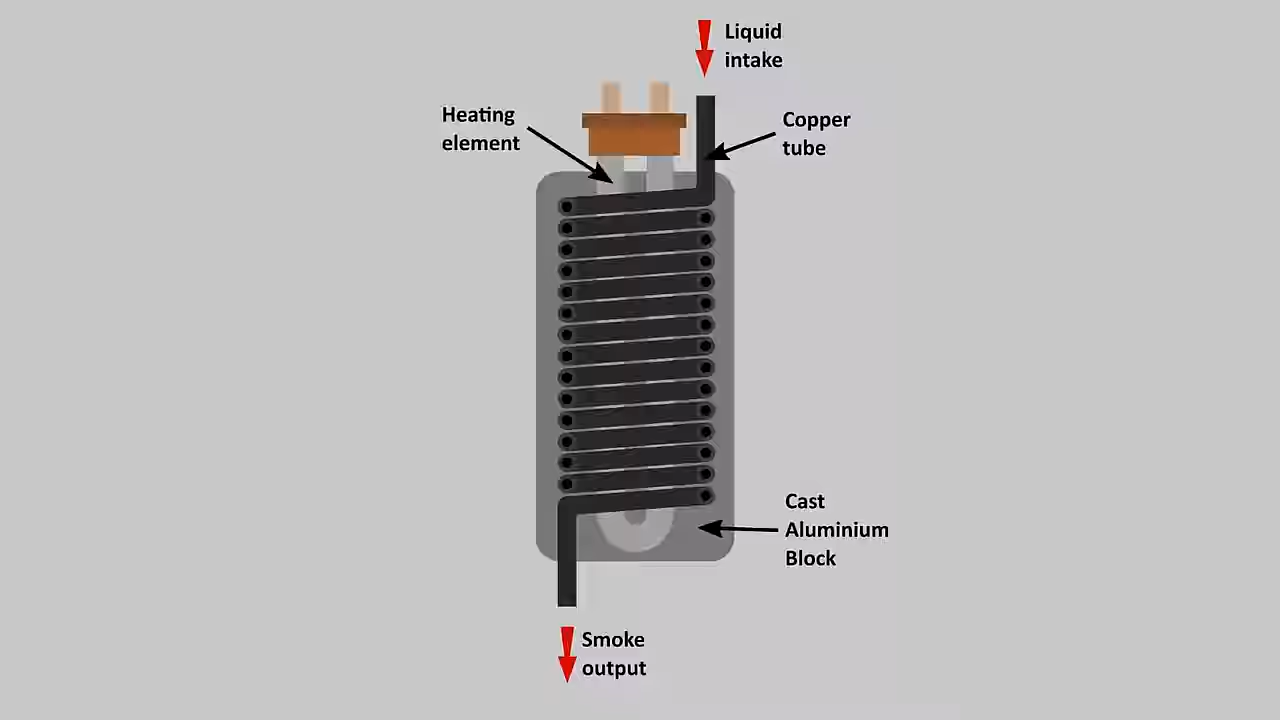 Liquid
intake
Heating
element
Copper
tube
Cast
Aluminium
Block
Smoke
output